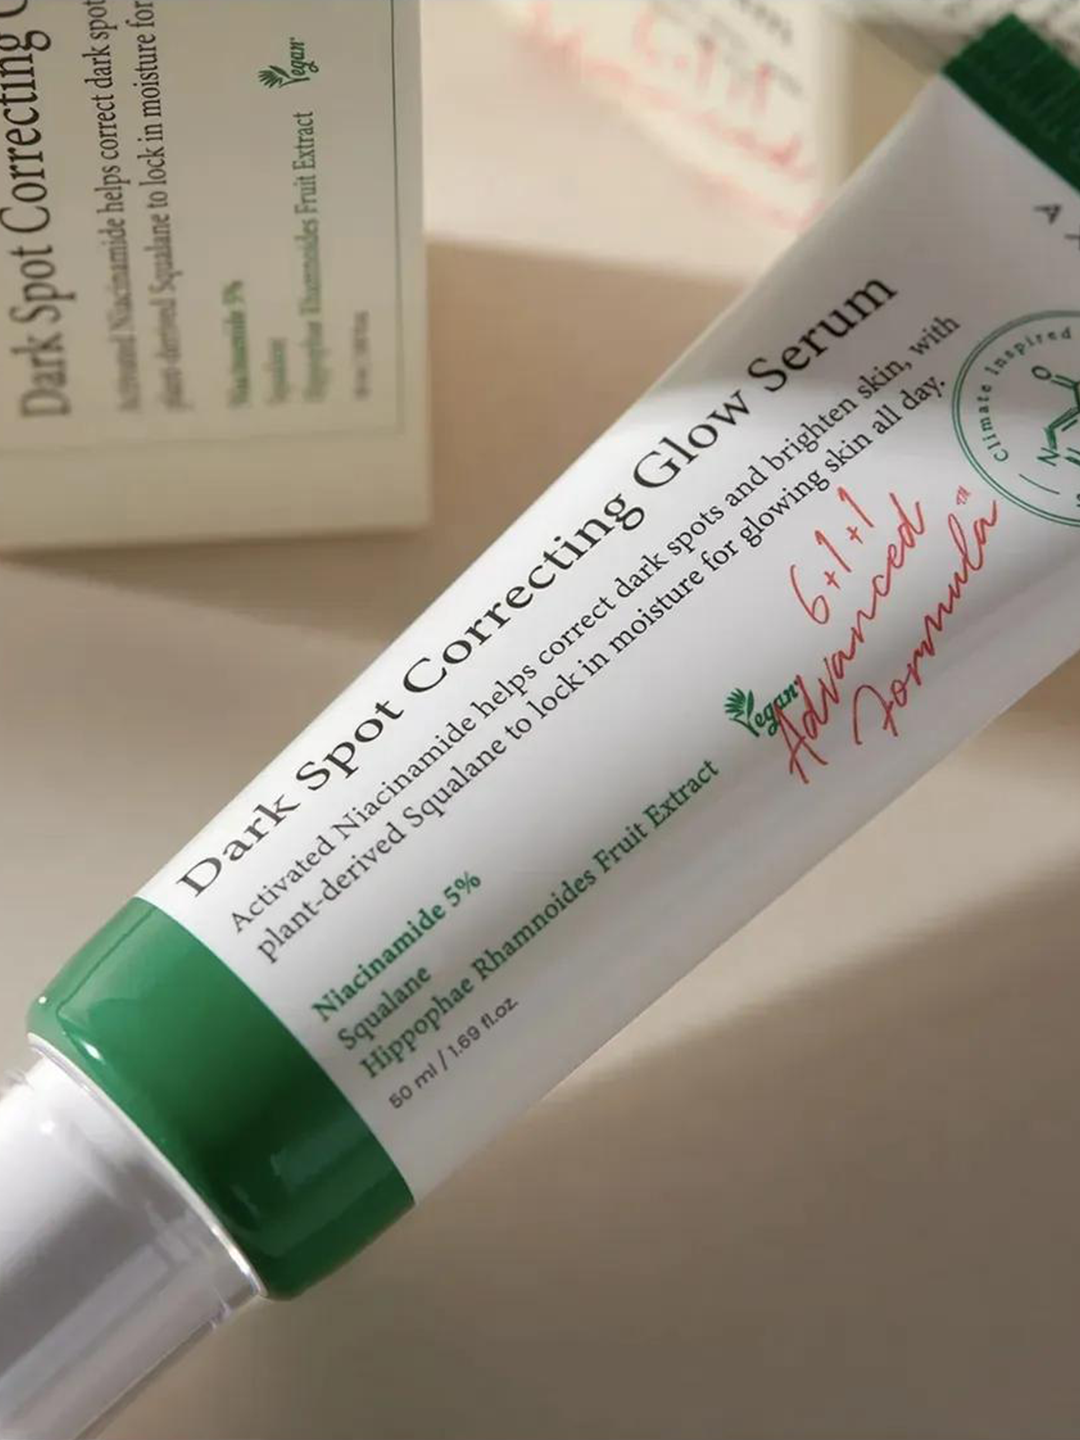 Dark Spot Correcting
Activated Niacinamide helps correct dark spot
plant-derived Squalane to lock in moisture for
Vegan
Niacinamide 5%
Squalane
Hippophae Rhamnoides Fruit Extract
Dark Spot Correcting Glow Serum
Activated Niacinamide helps correct dark spots and brighten skin, with
plant-derived Squalane to lock in moisture for glowing skin all day.
Climate Inspired
6+1+1
Advanced
Formula™
Vegan
Niacinamide 5%
Squalane
Hippophae Rhamnoides Fruit Extract
50 ml / 1.69 fl.oz.